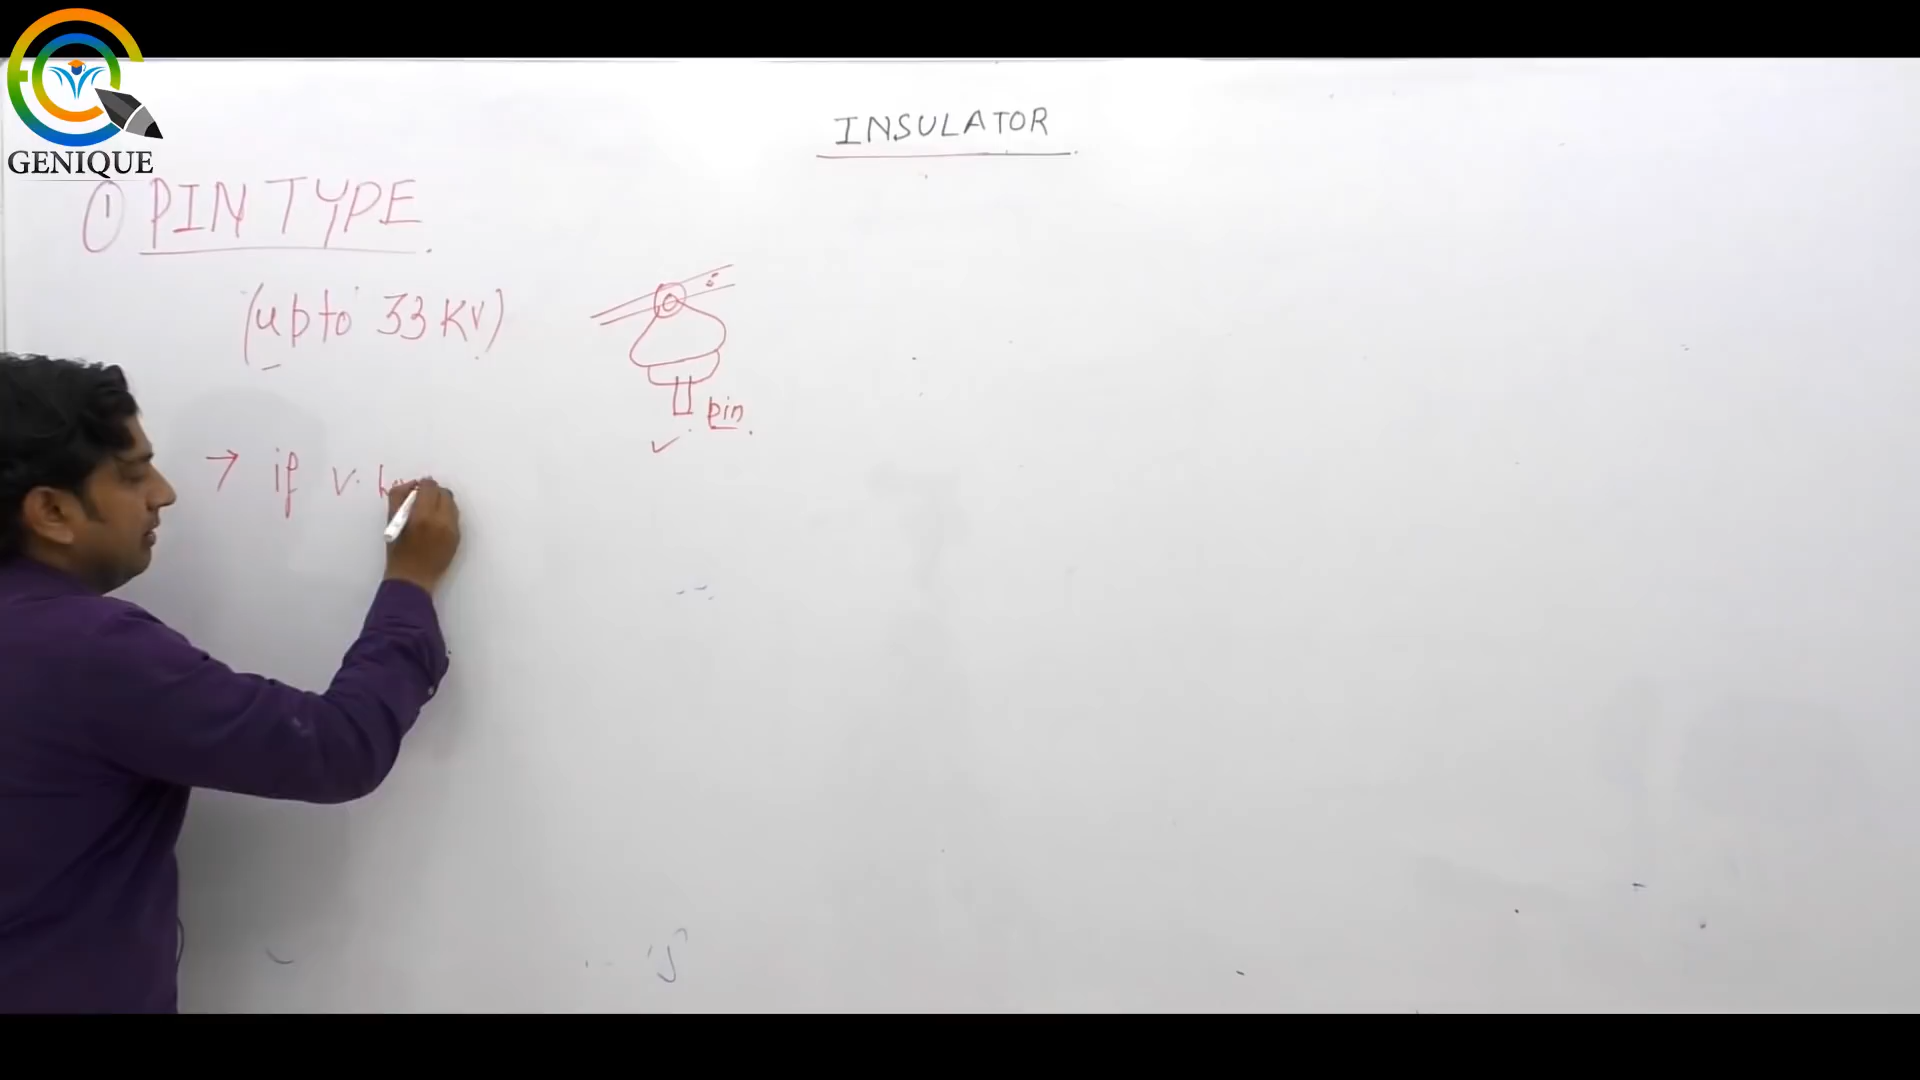 GENIQUE
INSULATOR
① PIN TYPE
(upto 33 KV)
pin
→ if V.